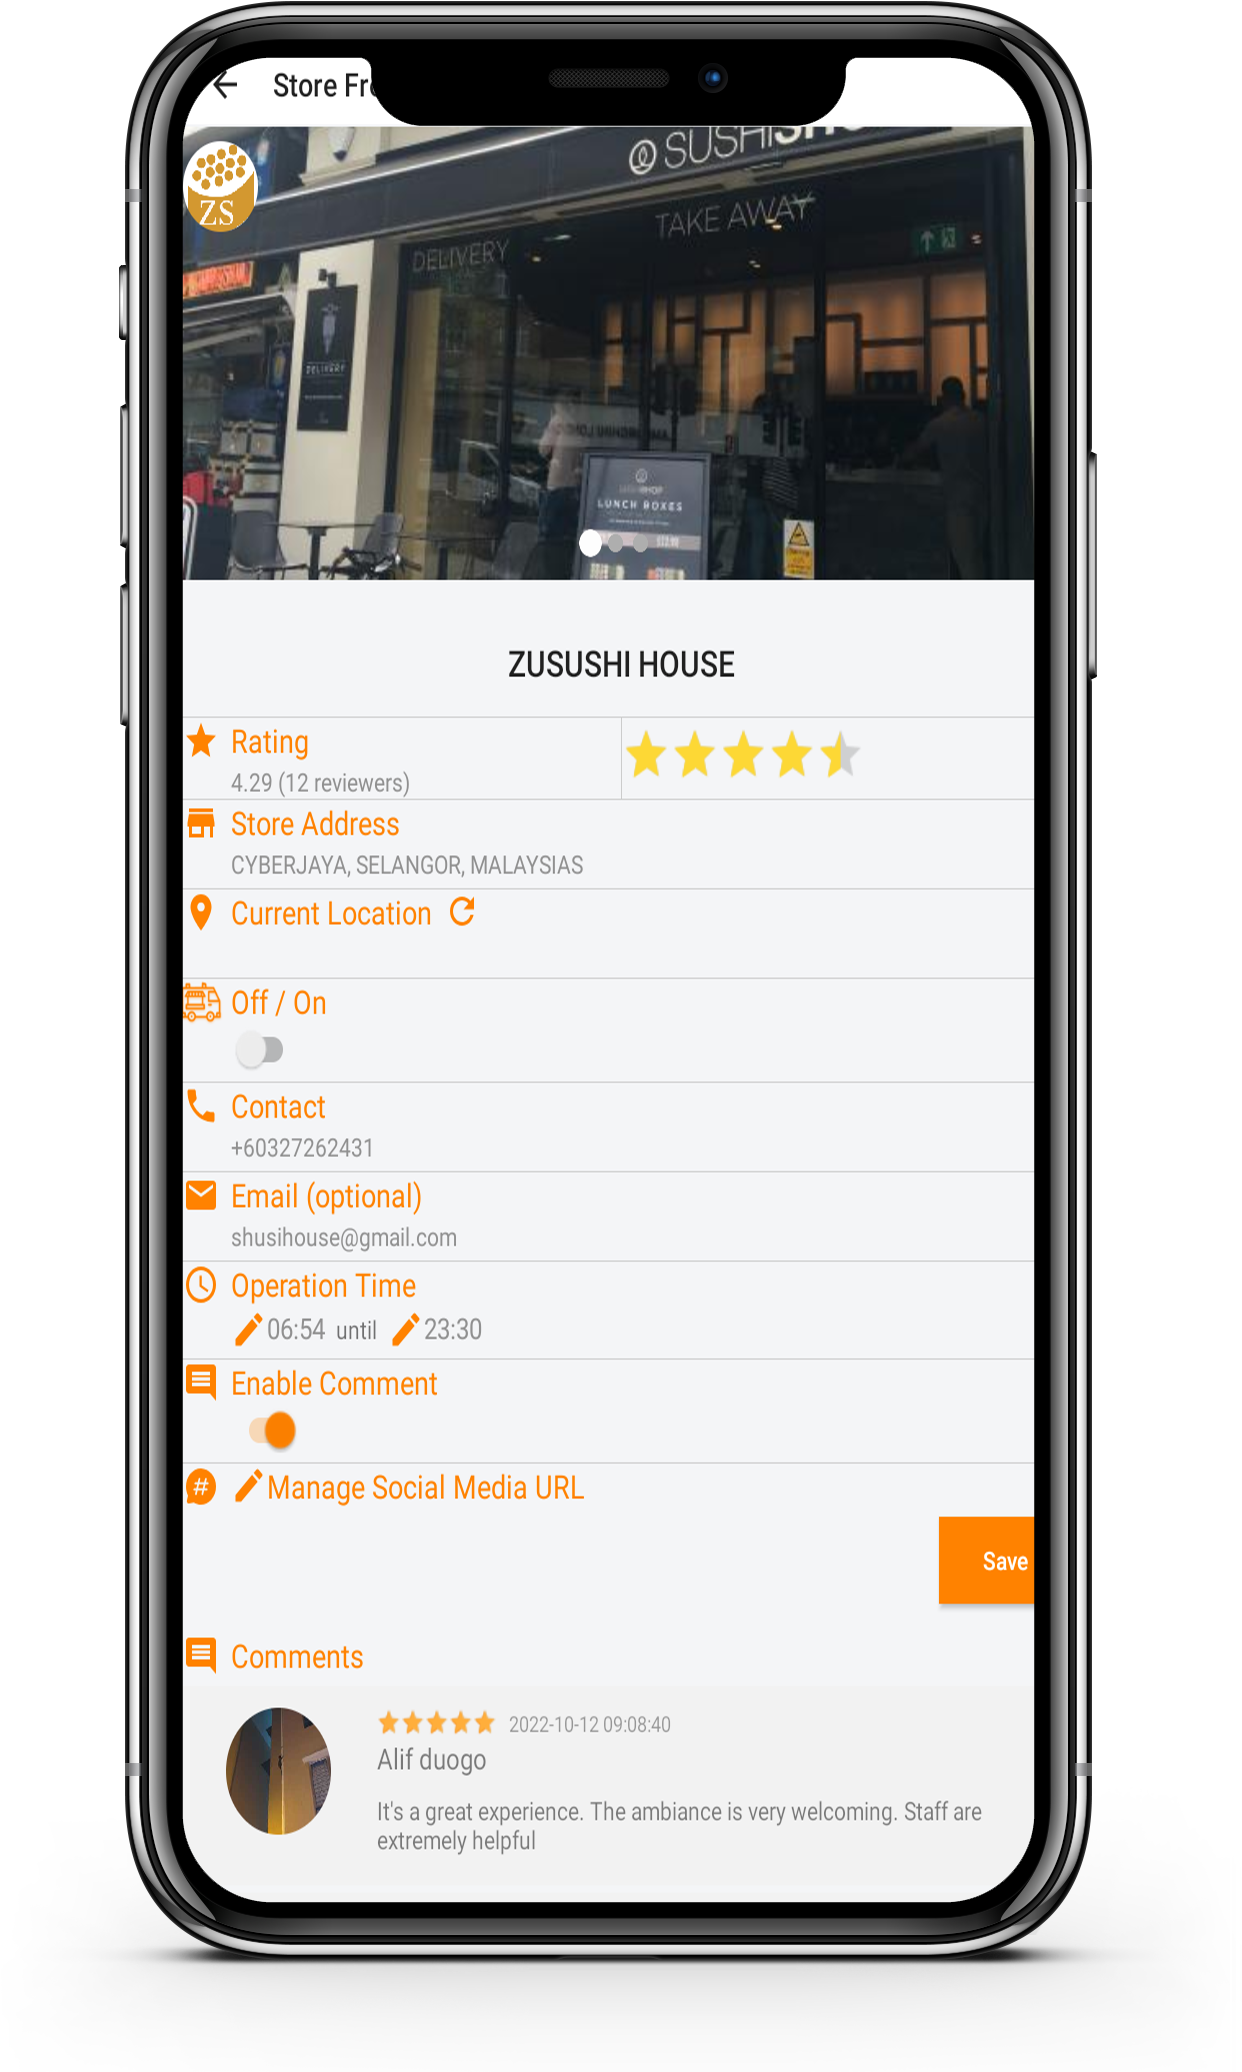 Store Fr
SUSHISHO
TAKE AWAY
DELIVERY
ZS
DELIVERY
LUNCH BOXES
ZUSUSHI HOUSE
Rating
4.29 (12 reviewers)
Store Address
CYBERJAYA, SELANGOR, MALAYSIAS
Current Location
Off / On
Contact
+60327262431
Email (optional)
shusihouse@gmail.com
Operation Time
06:54 until 23:30
Enable Comment
# Manage Social Media URL
Save
Comments
2022-10-12 09:08:40
Alif duogo
It's a great experience. The ambiance is very welcoming. Staff are
extremely helpful